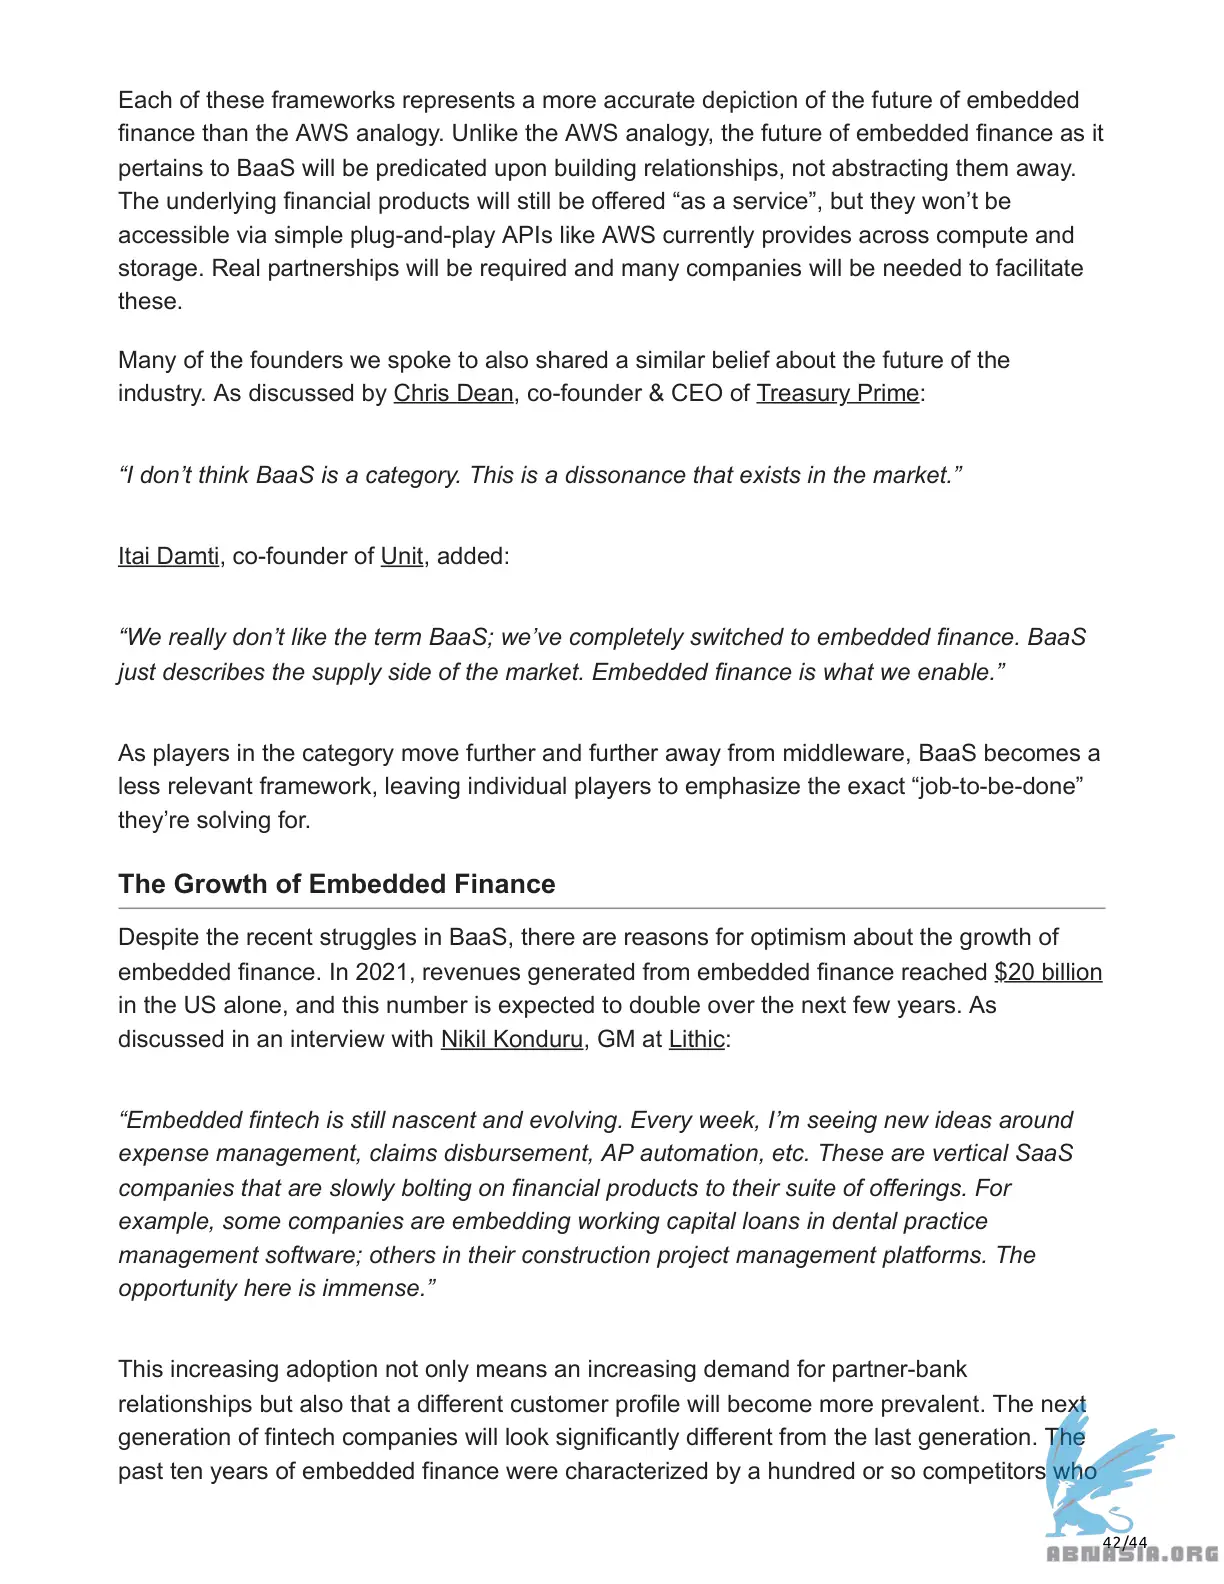 Each of these frameworks represents a more accurate depiction of the future of embedded
finance than the AWS analogy. Unlike the AWS analogy, the future of embedded finance as it
pertains to BaaS will be predicated upon building relationships, not abstracting them away.
The underlying financial products will still be offered “as a service”, but they won’t be
accessible via simple plug-and-play APIs like AWS currently provides across compute and
storage. Real partnerships will be required and many companies will be needed to facilitate
these.
Many of the founders we spoke to also shared a similar belief about the future of the
industry. As discussed by Chris Dean, co-founder & CEO of Treasury Prime:
“I don’t think BaaS is a category. This is a dissonance that exists in the market.”
Itai Damti, co-founder of Unit, added:
“We really don’t like the term BaaS; we’ve completely switched to embedded finance. BaaS
just describes the supply side of the market. Embedded finance is what we enable.”
As players in the category move further and further away from middleware, BaaS becomes a
less relevant framework, leaving individual players to emphasize the exact “job-to-be-done”
they’re solving for.
The Growth of Embedded Finance
Despite the recent struggles in BaaS, there are reasons for optimism about the growth of
embedded finance. In 2021, revenues generated from embedded finance reached $20 billion
in the US alone, and this number is expected to double over the next few years. As
discussed in an interview with Nikil Konduru, GM at Lithic:
“Embedded fintech is still nascent and evolving. Every week, I’m seeing new ideas around
expense management, claims disbursement, AP automation, etc. These are vertical SaaS
companies that are slowly bolting on financial products to their suite of offerings. For
example, some companies are embedding working capital loans in dental practice
management software; others in their construction project management platforms. The
opportunity here is immense.”
This increasing adoption not only means an increasing demand for partner-bank
relationships but also that a different customer profile will become more prevalent. The next
generation of fintech companies will look significantly different from the last generation. The
past ten years of embedded finance were characterized by a hundred or so competitors who
42/44
ABNASIA.ORG